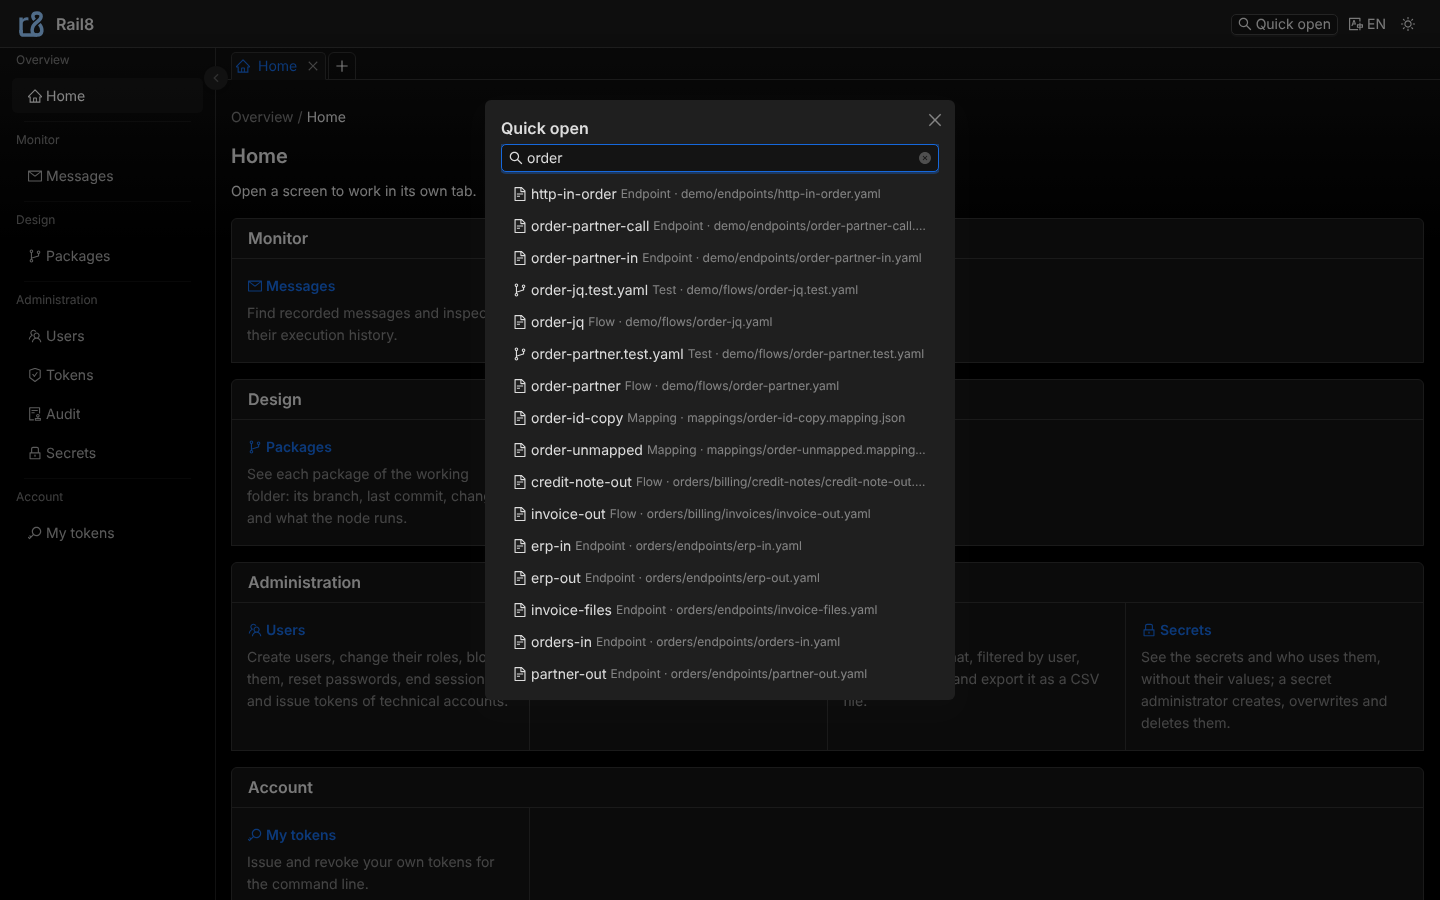 Rail8
Quick open
EN
Overview
Home
Monitor
Messages
Design
Packages
Administration
Users
Tokens
Audit
Secrets
Account
My tokens
Home
Overview / Home
Home
Open a screen to work in its own tab.
Monitor
Messages
Find recorded messages and inspec
their execution history.
Design
Packages
See each package of the working
folder: its branch, last commit, chan
and what the node runs.
Administration
Users
Create users, change their roles, blo
them, reset passwords, end session
and issue tokens of technical accounts.
at, filtered by user,
and export it as a CSV
file.
Secrets
See the secrets and who uses them,
without their values; a secret
administrator creates, overwrites and
deletes them.
Account
My tokens
Issue and revoke your own tokens for
the command line.
Quick open
order
http-in-order Endpoint · demo/endpoints/http-in-order.yaml
order-partner-call Endpoint · demo/endpoints/order-partner-call....
order-partner-in Endpoint · demo/endpoints/order-partner-in.yaml
order-jq.test.yaml Test · demo/flows/order-jq.test.yaml
order-jq Flow · demo/flows/order-jq.yaml
order-partner.test.yaml Test · demo/flows/order-partner.test.yaml
order-partner Flow · demo/flows/order-partner.yaml
order-id-copy Mapping · mappings/order-id-copy.mapping.json
order-unmapped Mapping · mappings/order-unmapped.mapping...
credit-note-out Flow · orders/billing/credit-notes/credit-note-out....
invoice-out Flow · orders/billing/invoices/invoice-out.yaml
erp-in Endpoint · orders/endpoints/erp-in.yaml
erp-out Endpoint · orders/endpoints/erp-out.yaml
invoice-files Endpoint · orders/endpoints/invoice-files.yaml
orders-in Endpoint · orders/endpoints/orders-in.yaml
partner-out Endpoint · orders/endpoints/partner-out.yaml